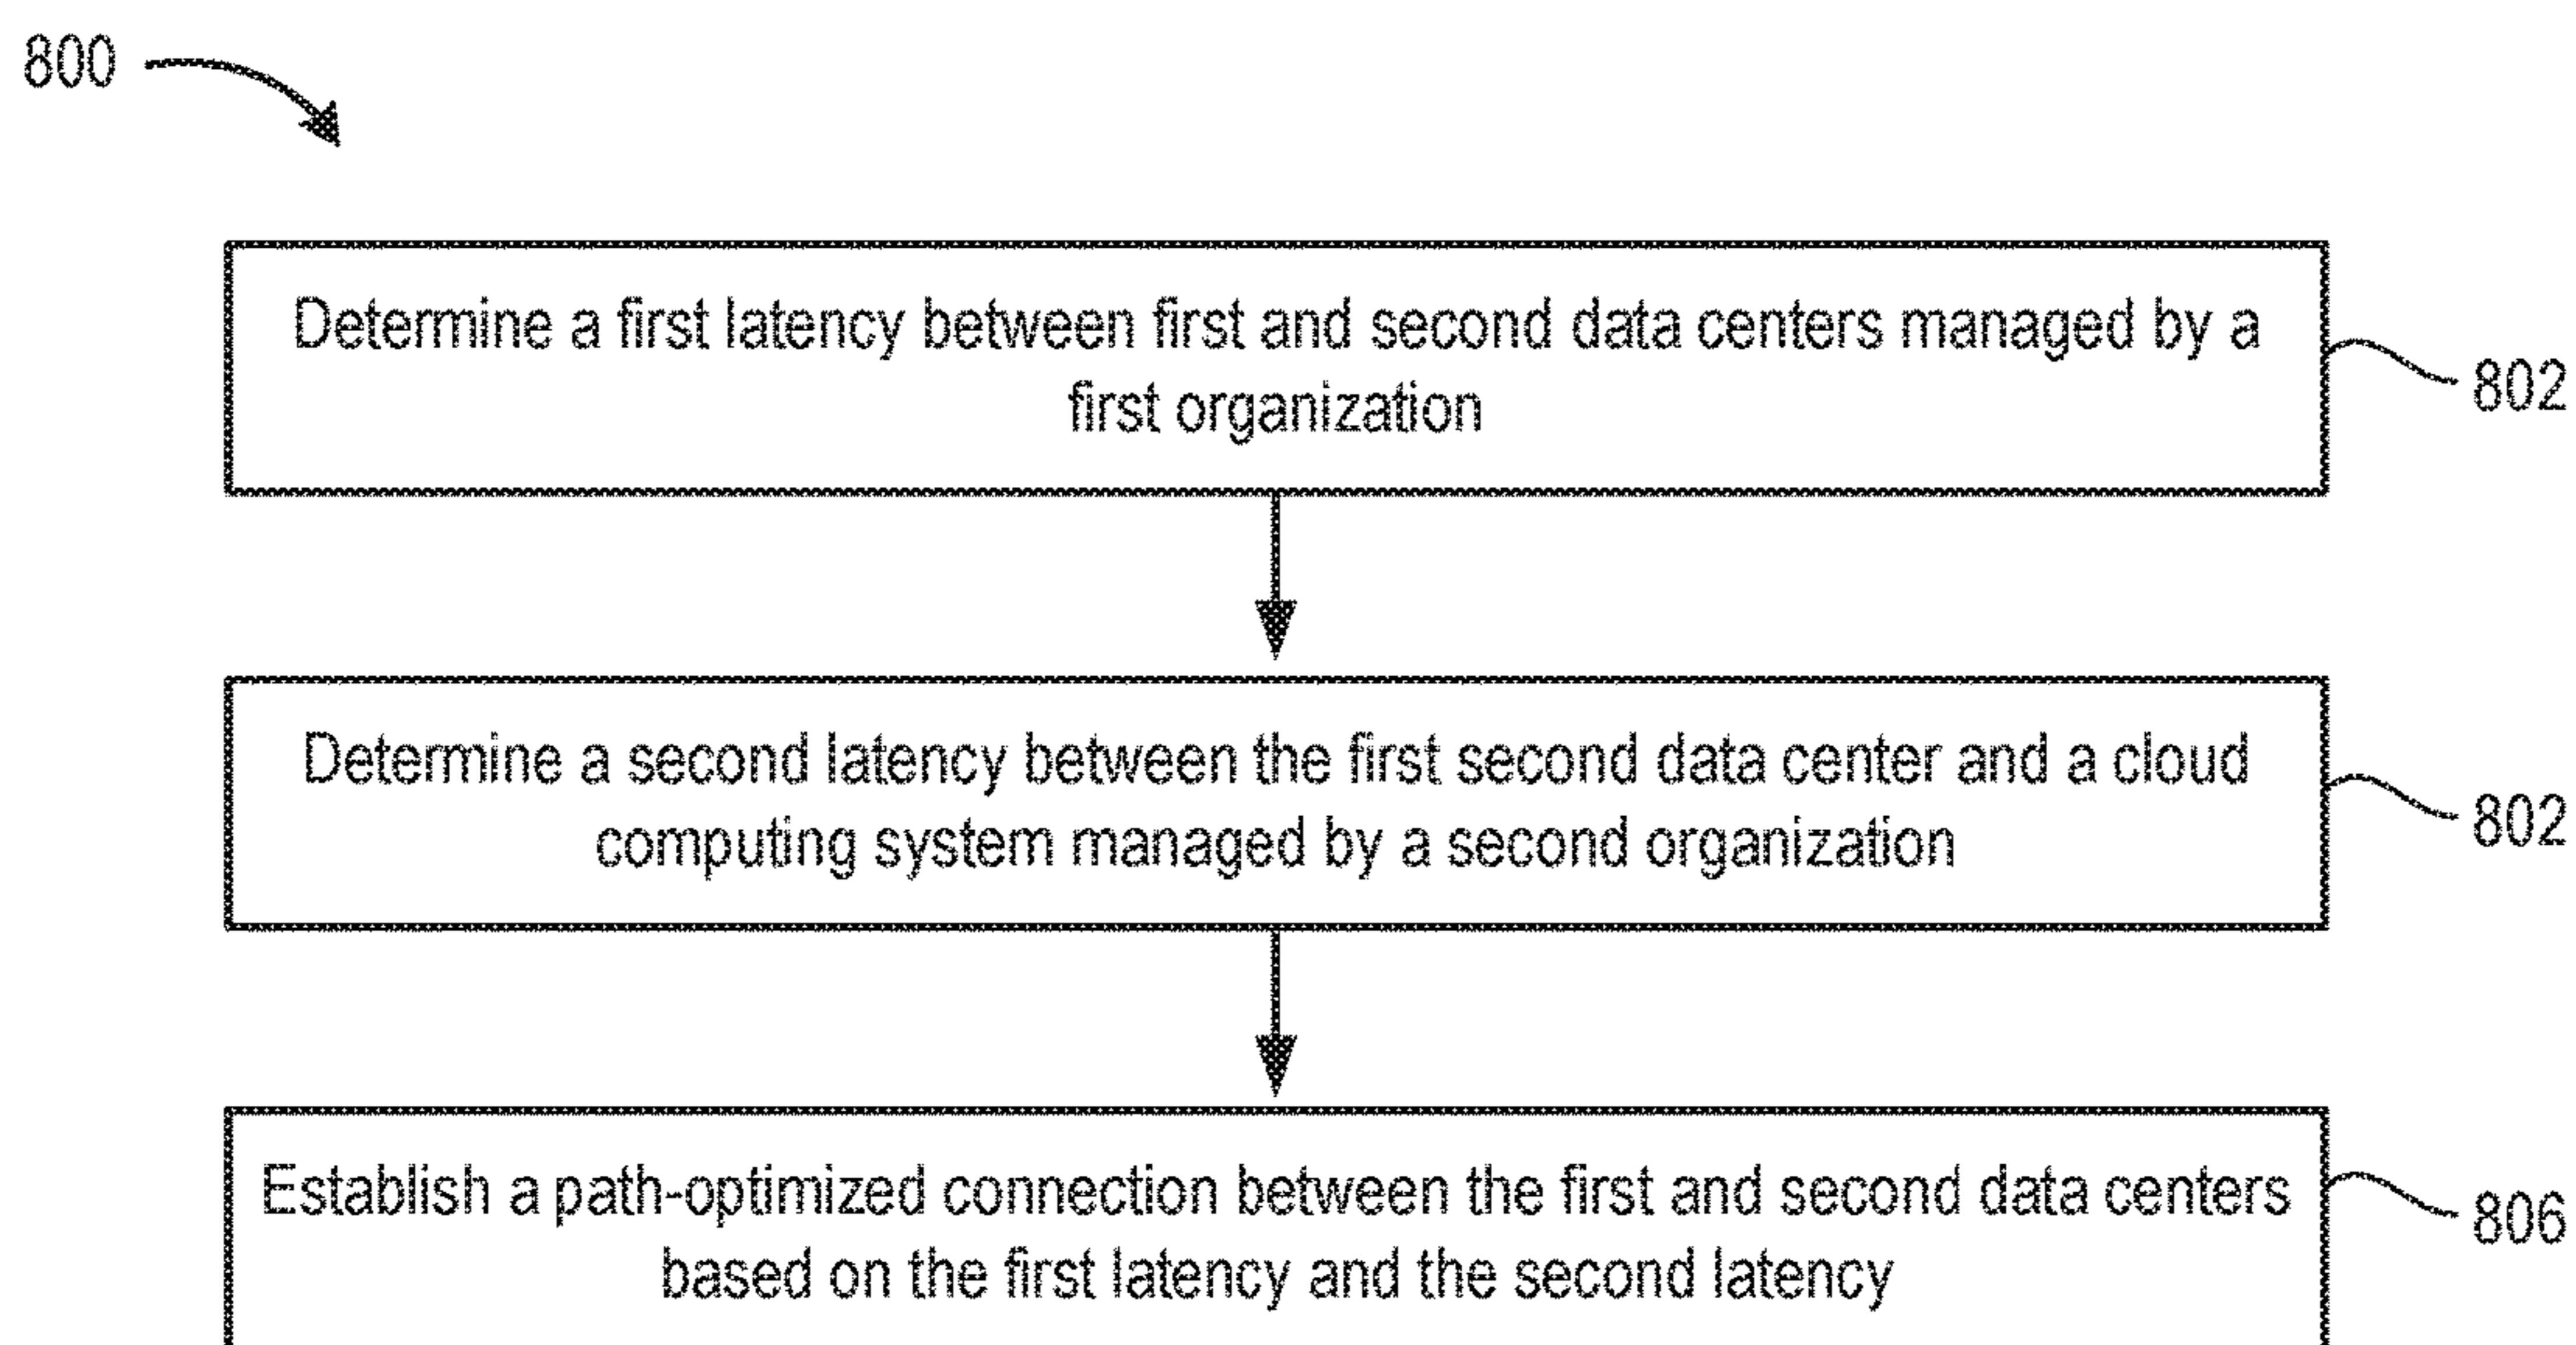 800
Determine a first latency between first and second data centers managed by a
first organization
802
Determine a second latency between the first second data center and a cloud
computing system managed by a second organization
802
Establish a path-optimized connection between the first and second data centers
based on the first latency and the second latency
806